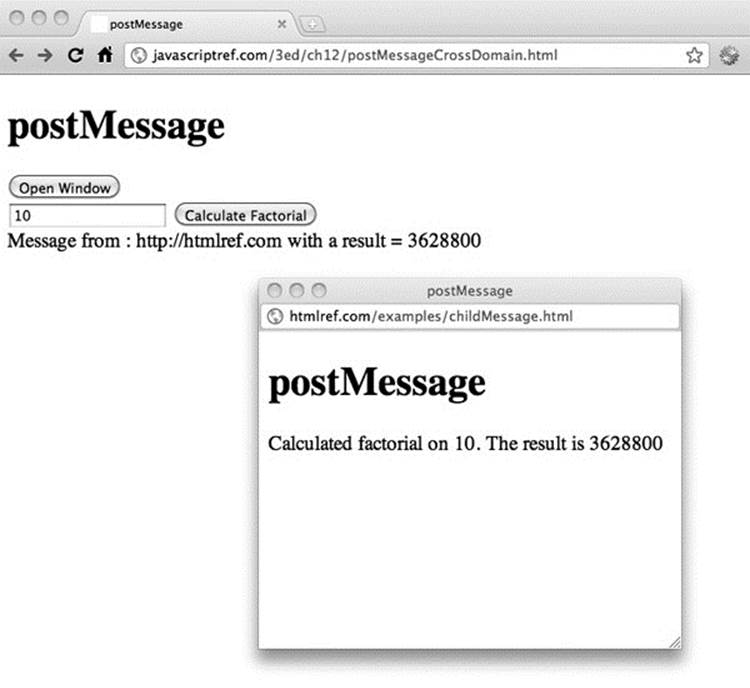 postMessage
javascriptref.com/3ed/ch12/postMessageCrossDomain.html
postMessage
Open Window
10 Calculate Factorial
Message from : http://htmlref.com with a result = 3628800
postMessage
htmlref.com/examples/childMessage.html
postMessage
Calculated factorial on 10. The result is 3628800